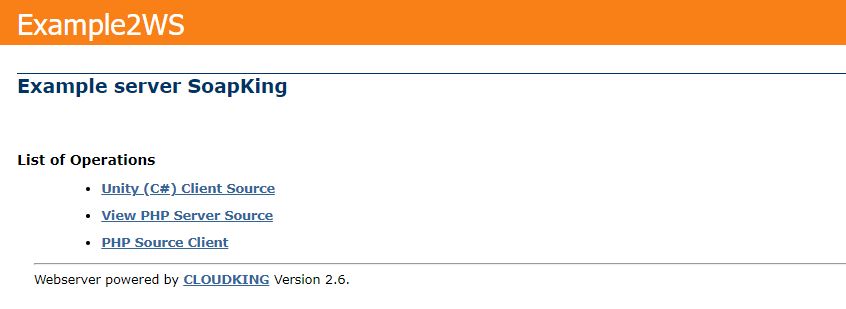 Example2WS
Example server SoapKing
List of Operations
Unity (C#) Client Source
View PHP Server Source
PHP Source Client
Webserver powered by CLOUDKING Version 2.6.